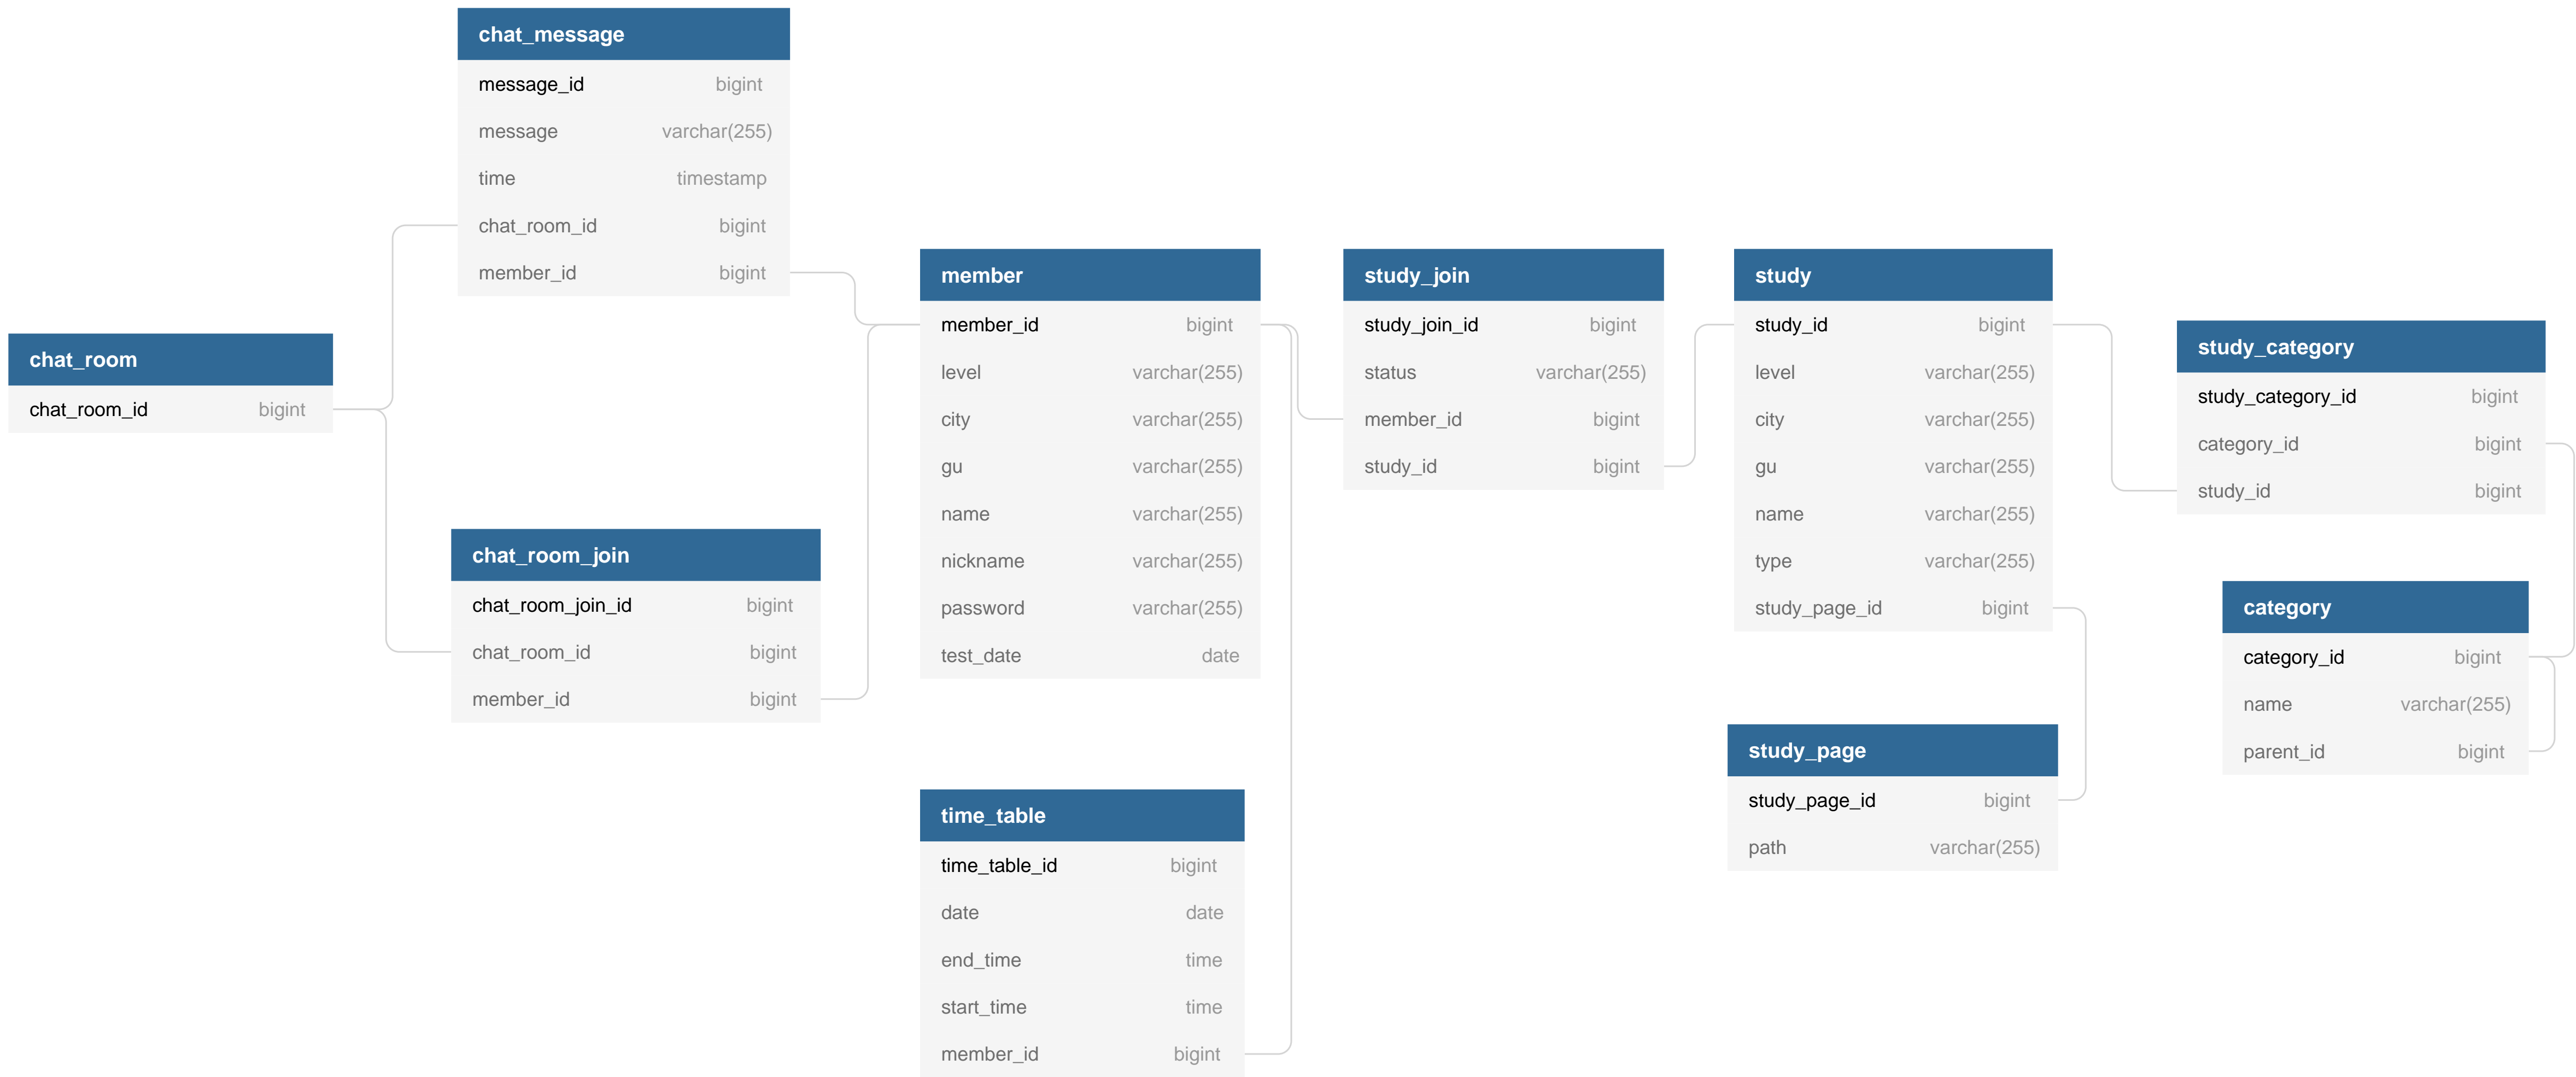 chat_message
message_id bigint
message varchar(255)
time timestamp
chat_room_id bigint
member_id bigint
chat_room
chat_room_id bigint
chat_room_join
chat_room_join_id bigint
chat_room_id bigint
member_id bigint
member
member_id bigint
level varchar(255)
city varchar(255)
gu varchar(255)
name varchar(255)
nickname varchar(255)
password varchar(255)
test_date date
time_table
time_table_id bigint
date date
end_time time
start_time time
member_id bigint
study_join
study_join_id bigint
status varchar(255)
member_id bigint
study_id bigint
study
study_id bigint
level varchar(255)
city varchar(255)
gu varchar(255)
name varchar(255)
type varchar(255)
study_page_id bigint
study_page
study_page_id bigint
path varchar(255)
study_category
study_category_id bigint
category_id bigint
study_id bigint
category
category_id bigint
name varchar(255)
parent_id bigint